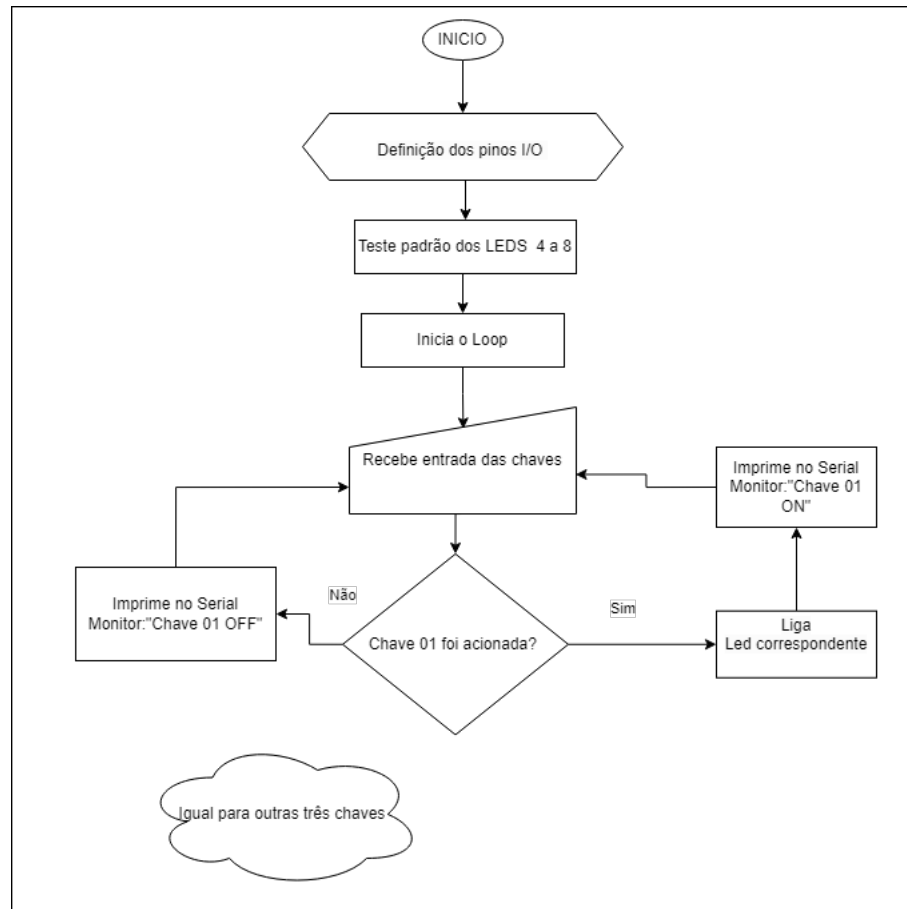 INICIO
Definição dos pinos I/O
Teste padrão dos LEDS 4 a 8
Inicia o Loop
Recebe entrada das chaves
Imprime no Serial
Monitor:"Chave 01
ON"
Não
Imprime no Serial
Monitor:"Chave 01 OFF"
Sim
Chave 01 foi acionada?
Liga
Led correspondente
Igual para outras três chaves